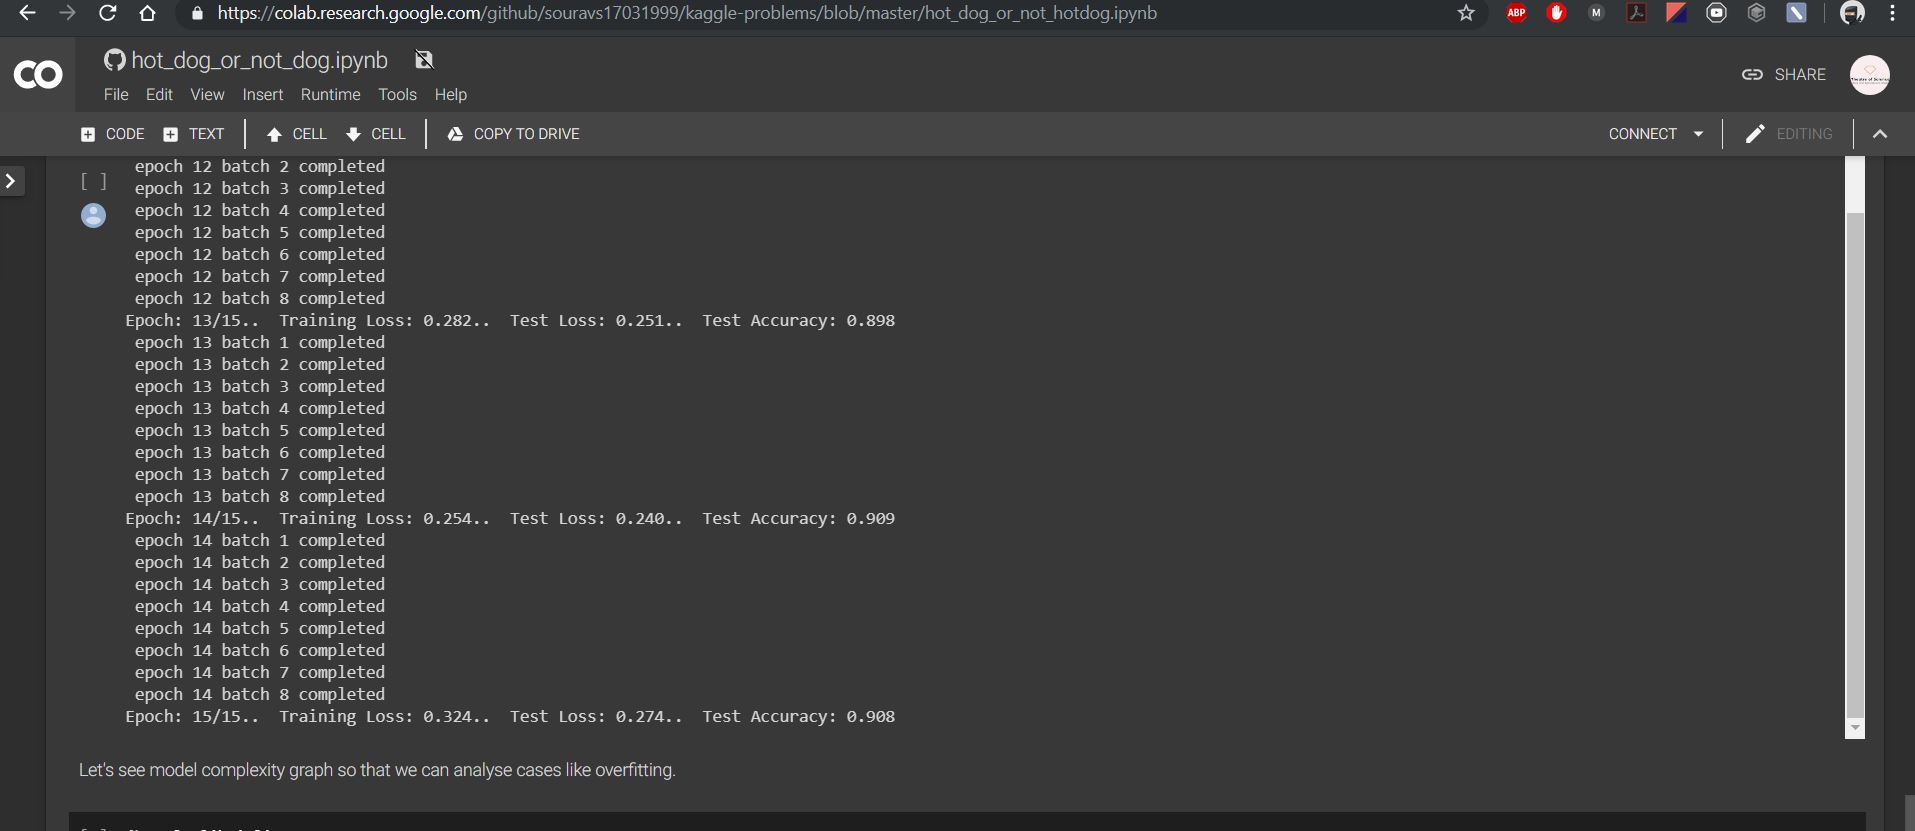 https://colab.research.google.com/github/souravs17031999/kaggle-problems/blob/master/hot_dog_or_not_hotdog.ipynb
ABP
M
CO
hot_dog_or_not_dog.ipynb
File Edit View Insert Runtime Tools Help
SHARE
CODE TEXT CELL CELL COPY TO DRIVE
CONNECT EDITING
[ ]
epoch 12 batch 2 completed
epoch 12 batch 3 completed
epoch 12 batch 4 completed
epoch 12 batch 5 completed
epoch 12 batch 6 completed
epoch 12 batch 7 completed
epoch 12 batch 8 completed
Epoch: 13/15.. Training Loss: 0.282.. Test Loss: 0.251.. Test Accuracy: 0.898
epoch 13 batch 1 completed
epoch 13 batch 2 completed
epoch 13 batch 3 completed
epoch 13 batch 4 completed
epoch 13 batch 5 completed
epoch 13 batch 6 completed
epoch 13 batch 7 completed
epoch 13 batch 8 completed
Epoch: 14/15.. Training Loss: 0.254.. Test Loss: 0.240.. Test Accuracy: 0.909
epoch 14 batch 1 completed
epoch 14 batch 2 completed
epoch 14 batch 3 completed
epoch 14 batch 4 completed
epoch 14 batch 5 completed
epoch 14 batch 6 completed
epoch 14 batch 7 completed
epoch 14 batch 8 completed
Epoch: 15/15.. Training Loss: 0.324.. Test Loss: 0.274.. Test Accuracy: 0.908
Let's see model complexity graph so that we can analyse cases like overfitting.